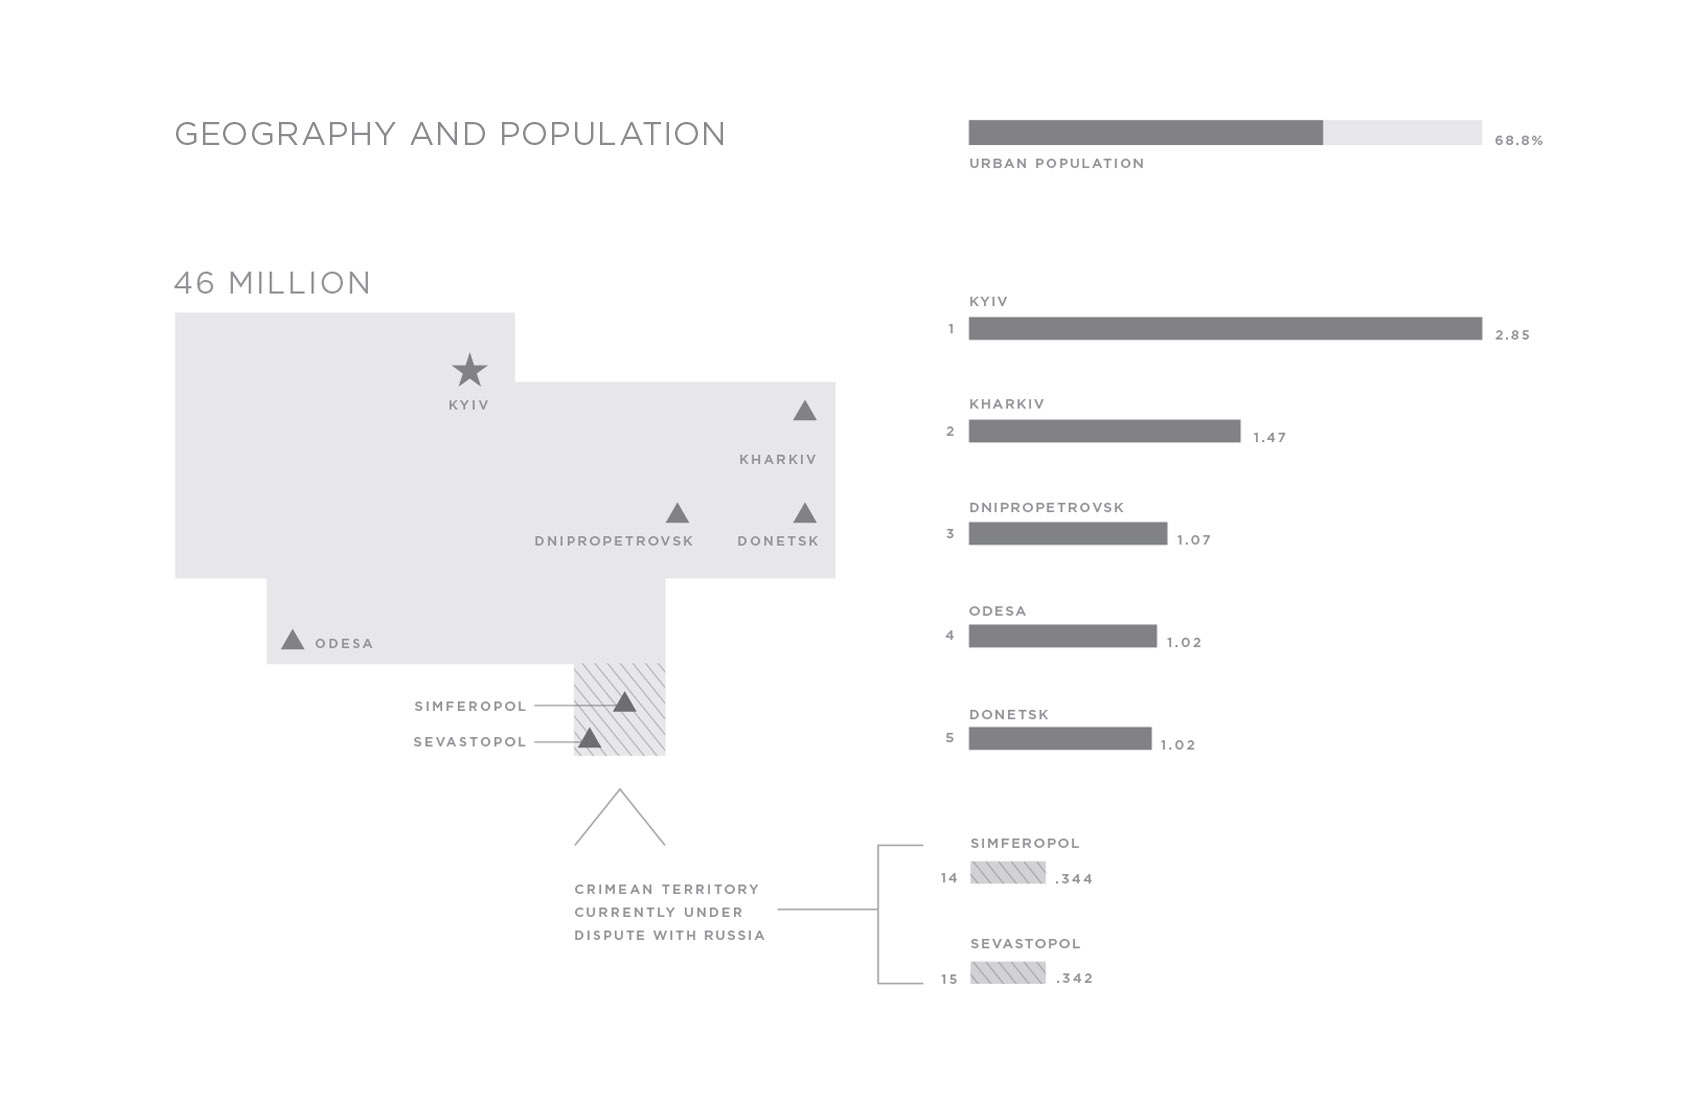 GEOGRAPHY AND POPULATION
68.8%
URBAN POPULATION
46 MILLION
KYIV
KHARKIV
DNIPROPETROVSK
DONETSK
ODESA
SIMFEROPOL
SEVASTOPOL
CRIMEAN TERRITORY
CURRENTLY UNDER
DISPUTE WITH RUSSIA
KYIV
1
2.85
KHARKIV
2
1.47
DNIPROPETROVSK
3
1.07
ODESA
4
1.02
DONETSK
5
1.02
SIMFEROPOL
14
.344
SEVASTOPOL
15
.342